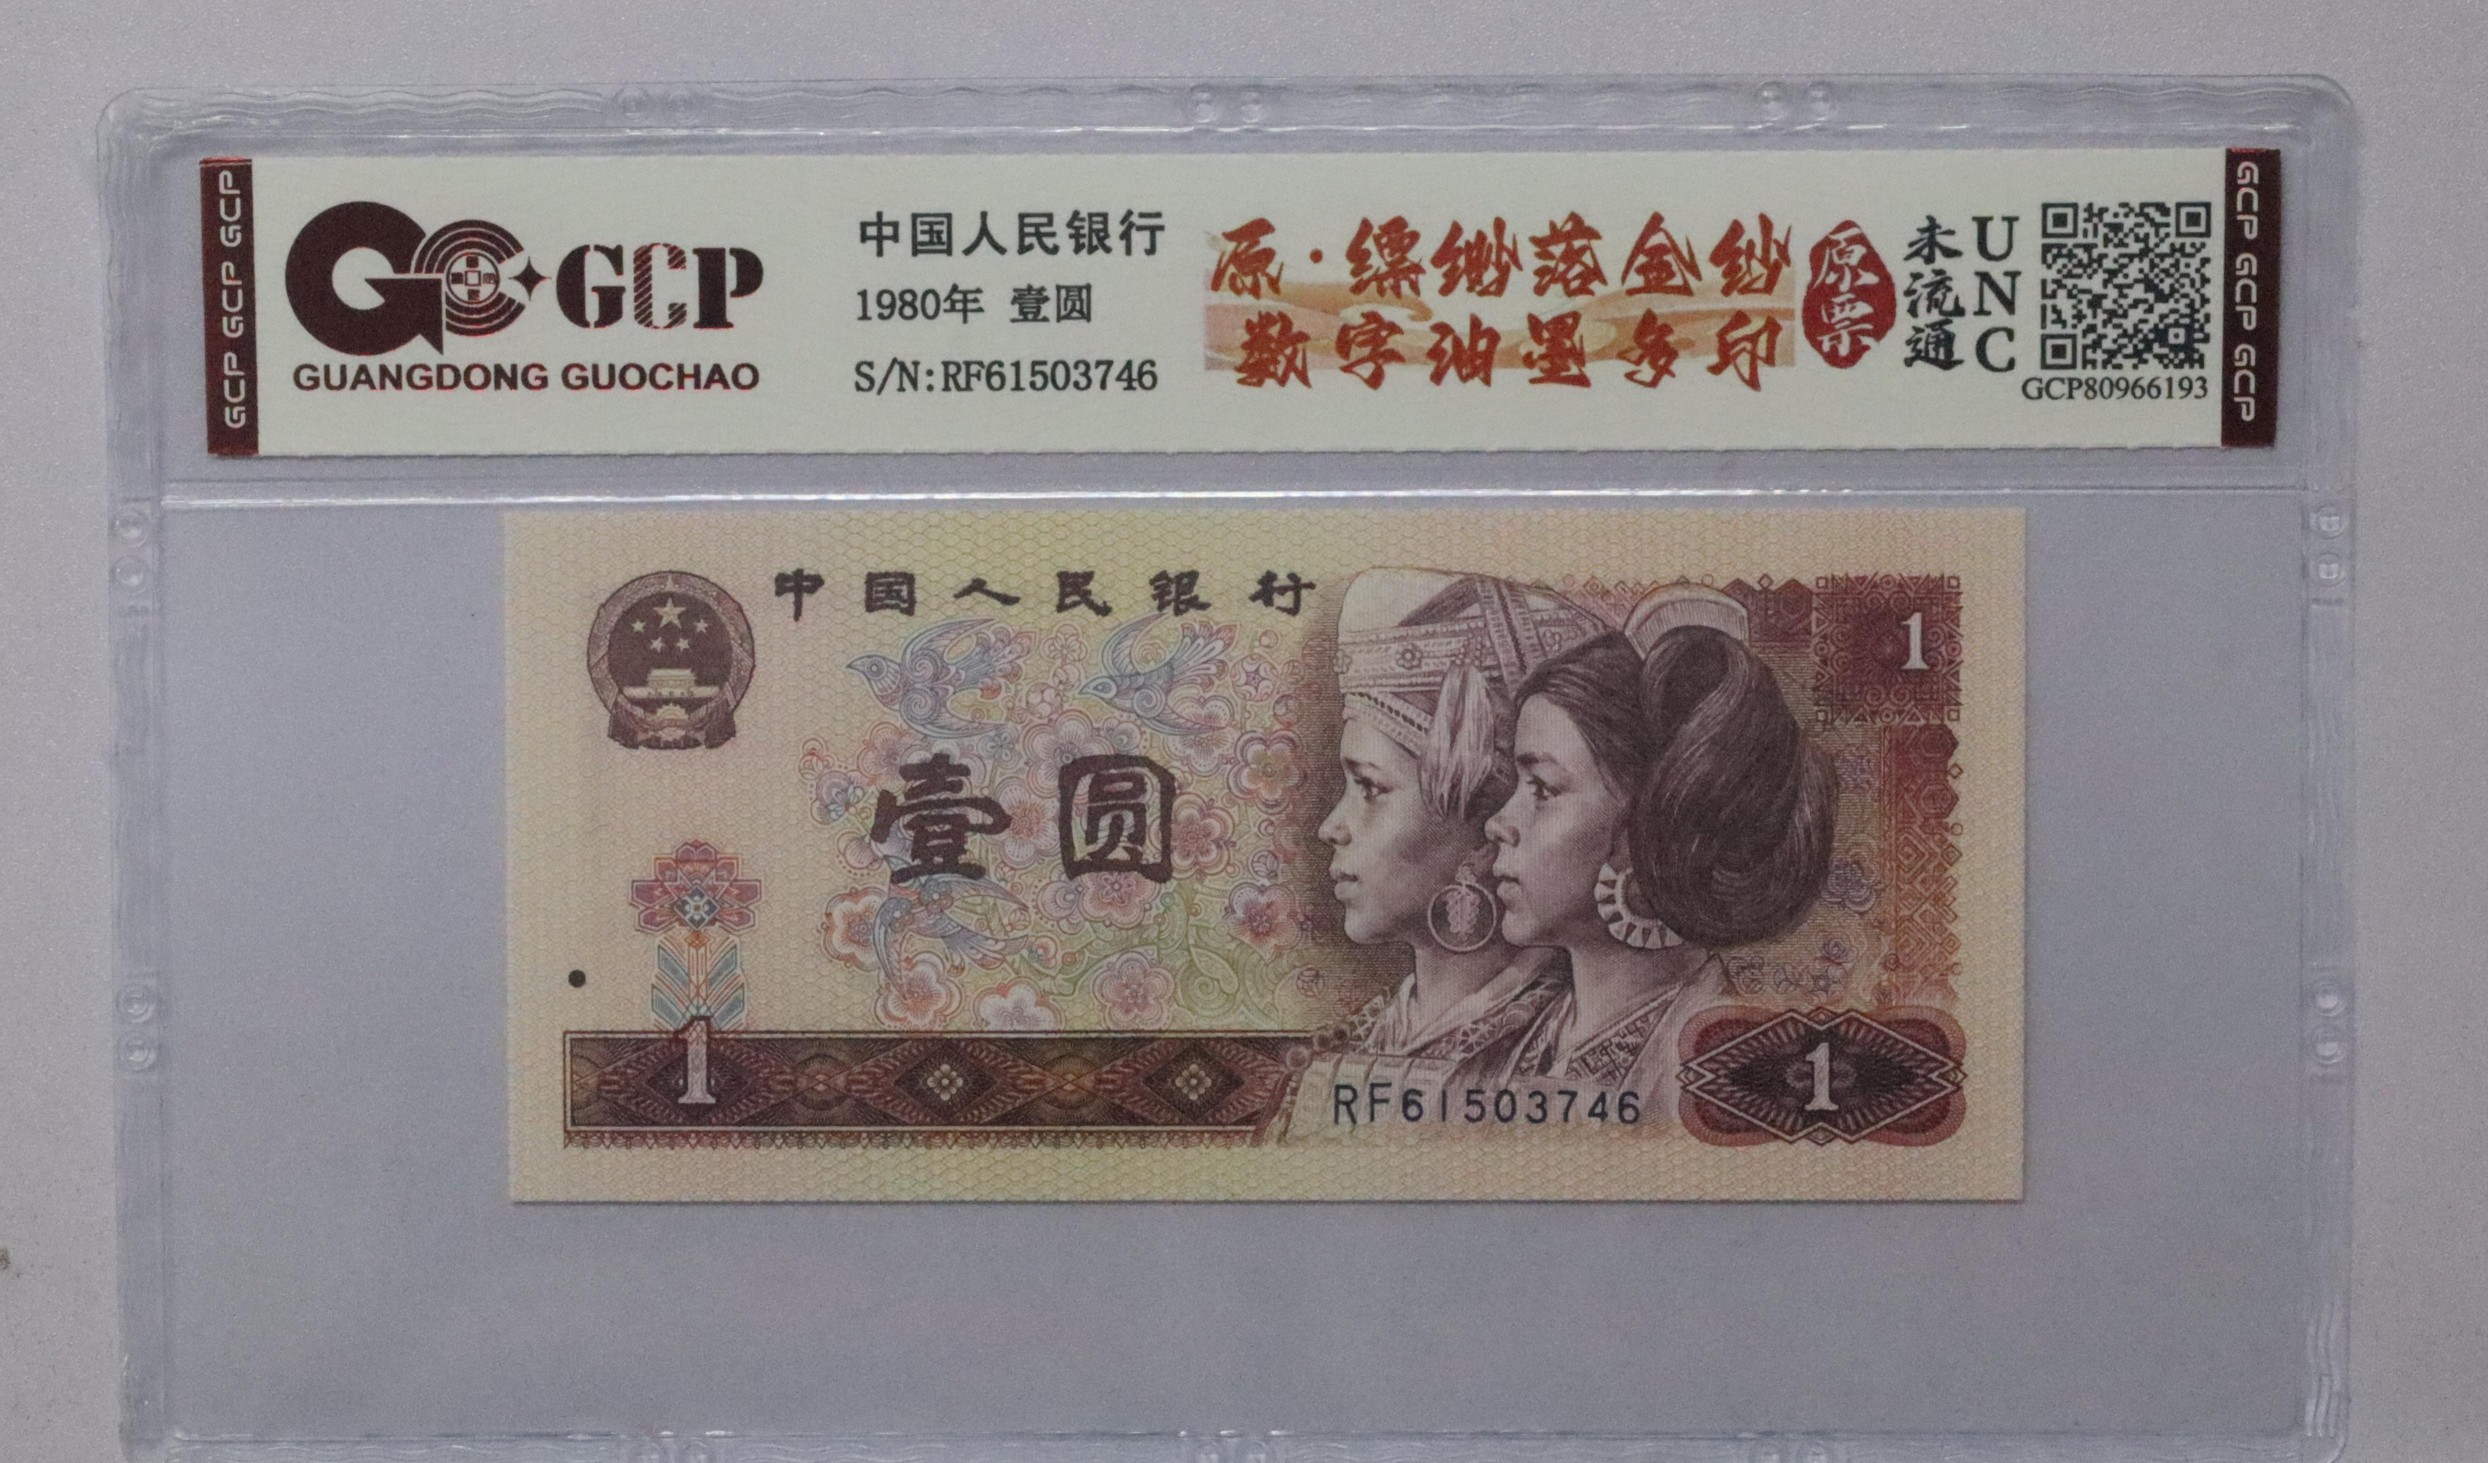 GCP GCP GCP
GCP
GUANGDONG GUOCHAO
中国人民银行
1980年 壹圆
S/N:RF61503746
原·缥缈落金纱
数字油墨多印
原票
未流通
UNC
GCP80966193
GCP GCP GCP
中国人民银行
1
壹圆
1
RF61503746
1